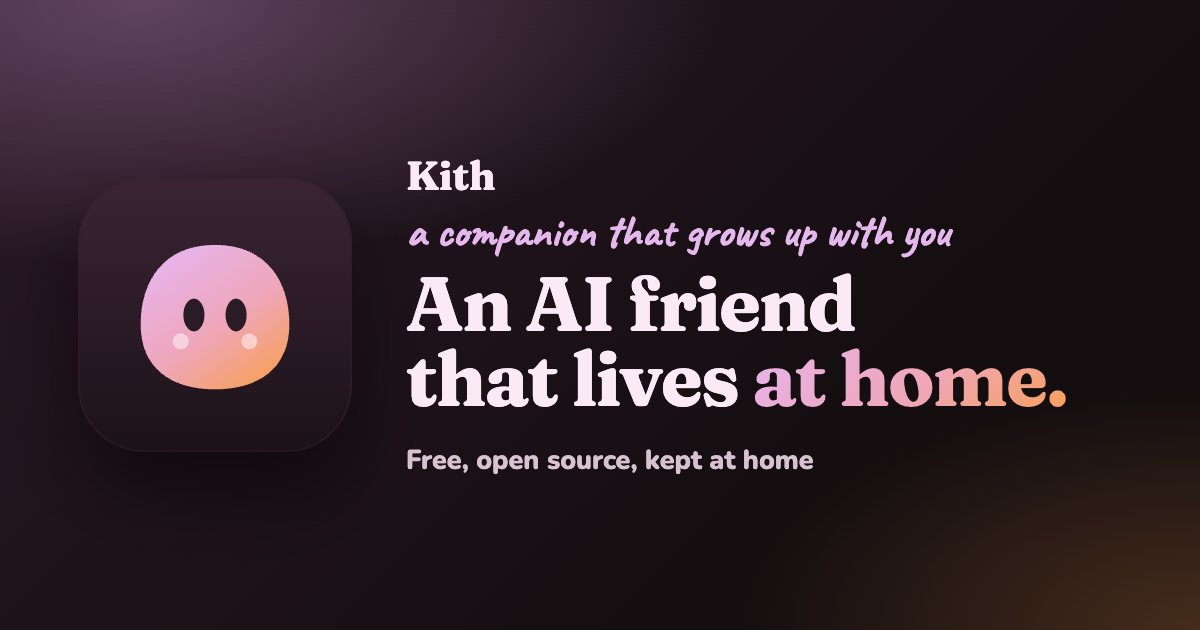 Kith
a companion that grows up with you
An AI friend
that lives at home.
Free, open source, kept at home